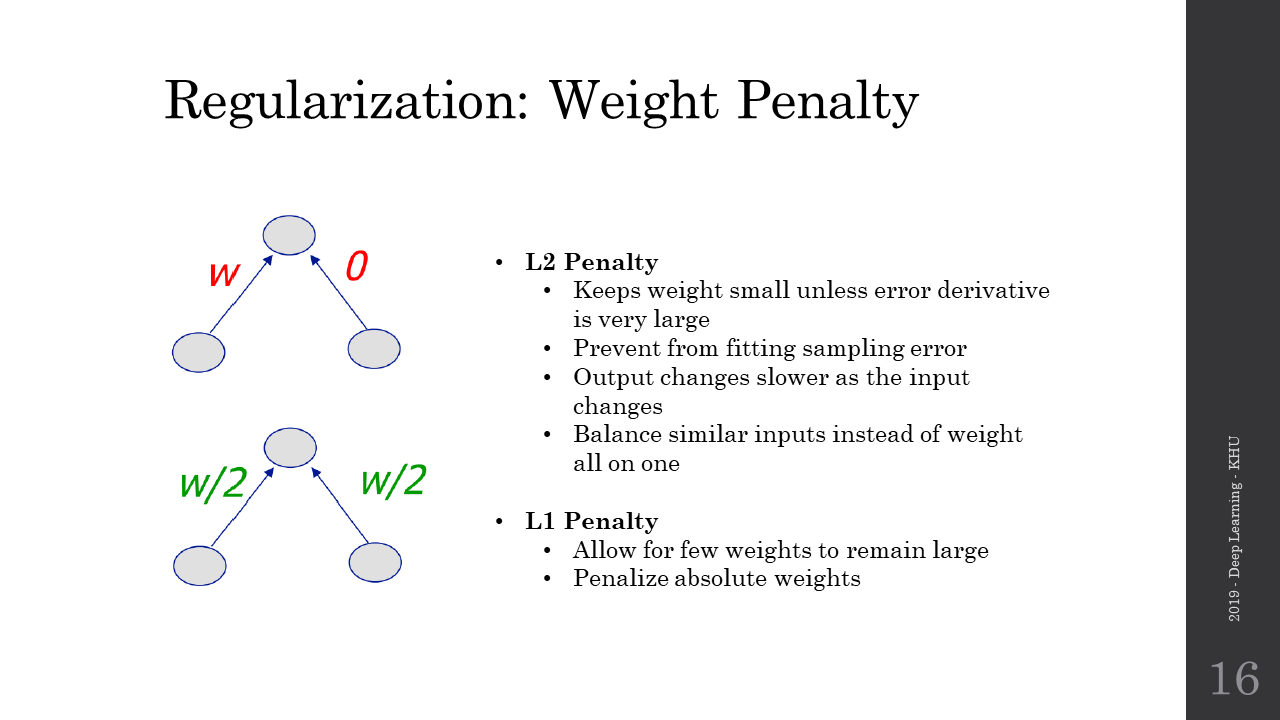 Regularization: Weight Penalty
w
0
w/2
w/2
• L2 Penalty
• Keeps weight small unless error derivative
is very large
• Prevent from fitting sampling error
• Output changes slower as the input
changes
• Balance similar inputs instead of weight
all on one
• L1 Penalty
• Allow for few weights to remain large
• Penalize absolute weights
2019 - Deep Learning - KHU
16